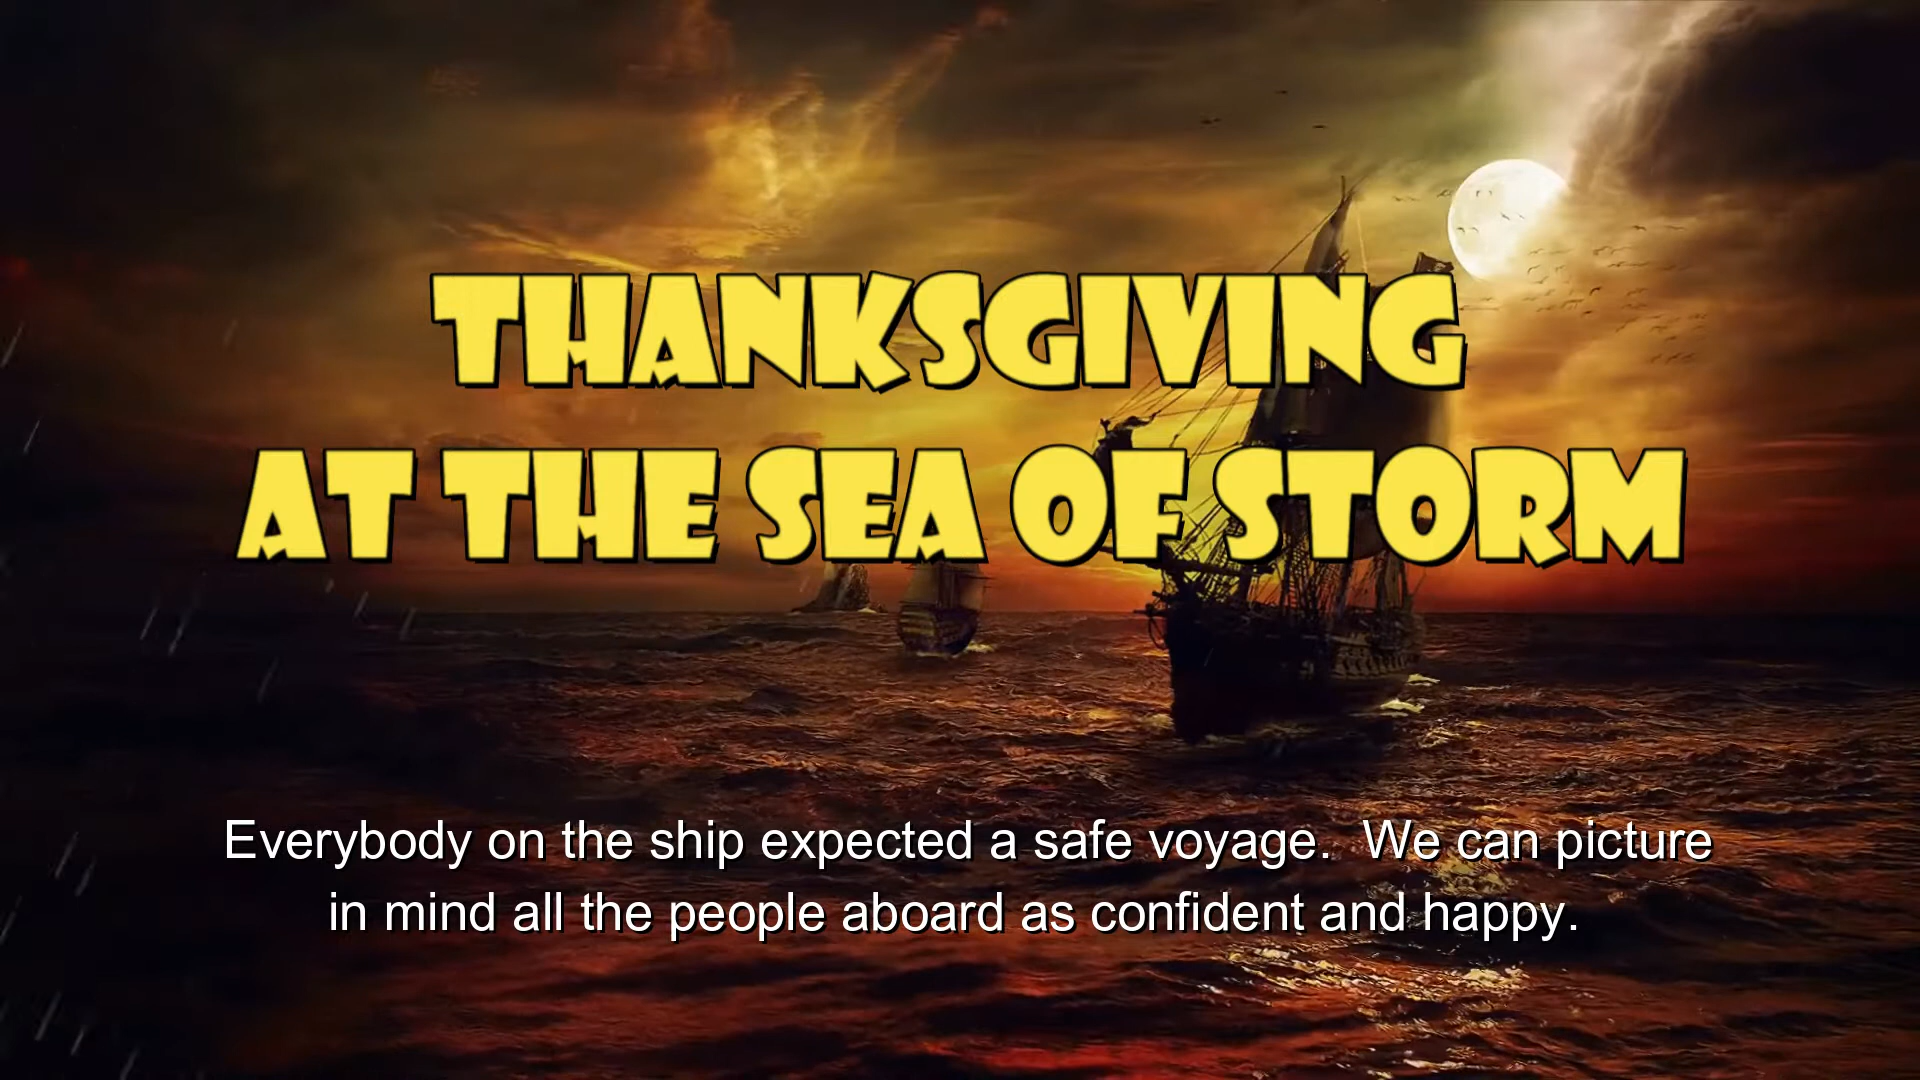 THANKSGIVING
AT THE SEA OF STORM
Everybody on the ship expected a safe voyage.  We can picture
in mind all the people aboard as confident and happy.